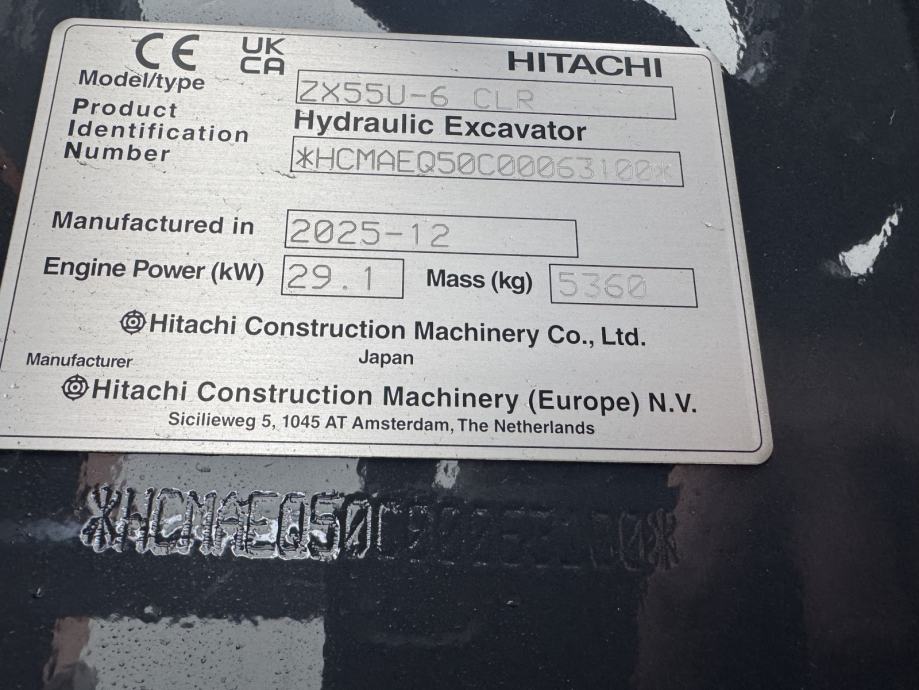 CE UK CA HITACHI
Model/type ZX55U-6 CLR
Product Identification Number Hydraulic Excavator
*HCMAEQ50C00063100*
Manufactured in 2025-12
Engine Power (kW) 29.1 Mass (kg) 5360
Hitachi Construction Machinery Co., Ltd.
Japan
Manufacturer
Hitachi Construction Machinery (Europe) N.V.
Sicilieweg 5, 1045 AT Amsterdam, The Netherlands